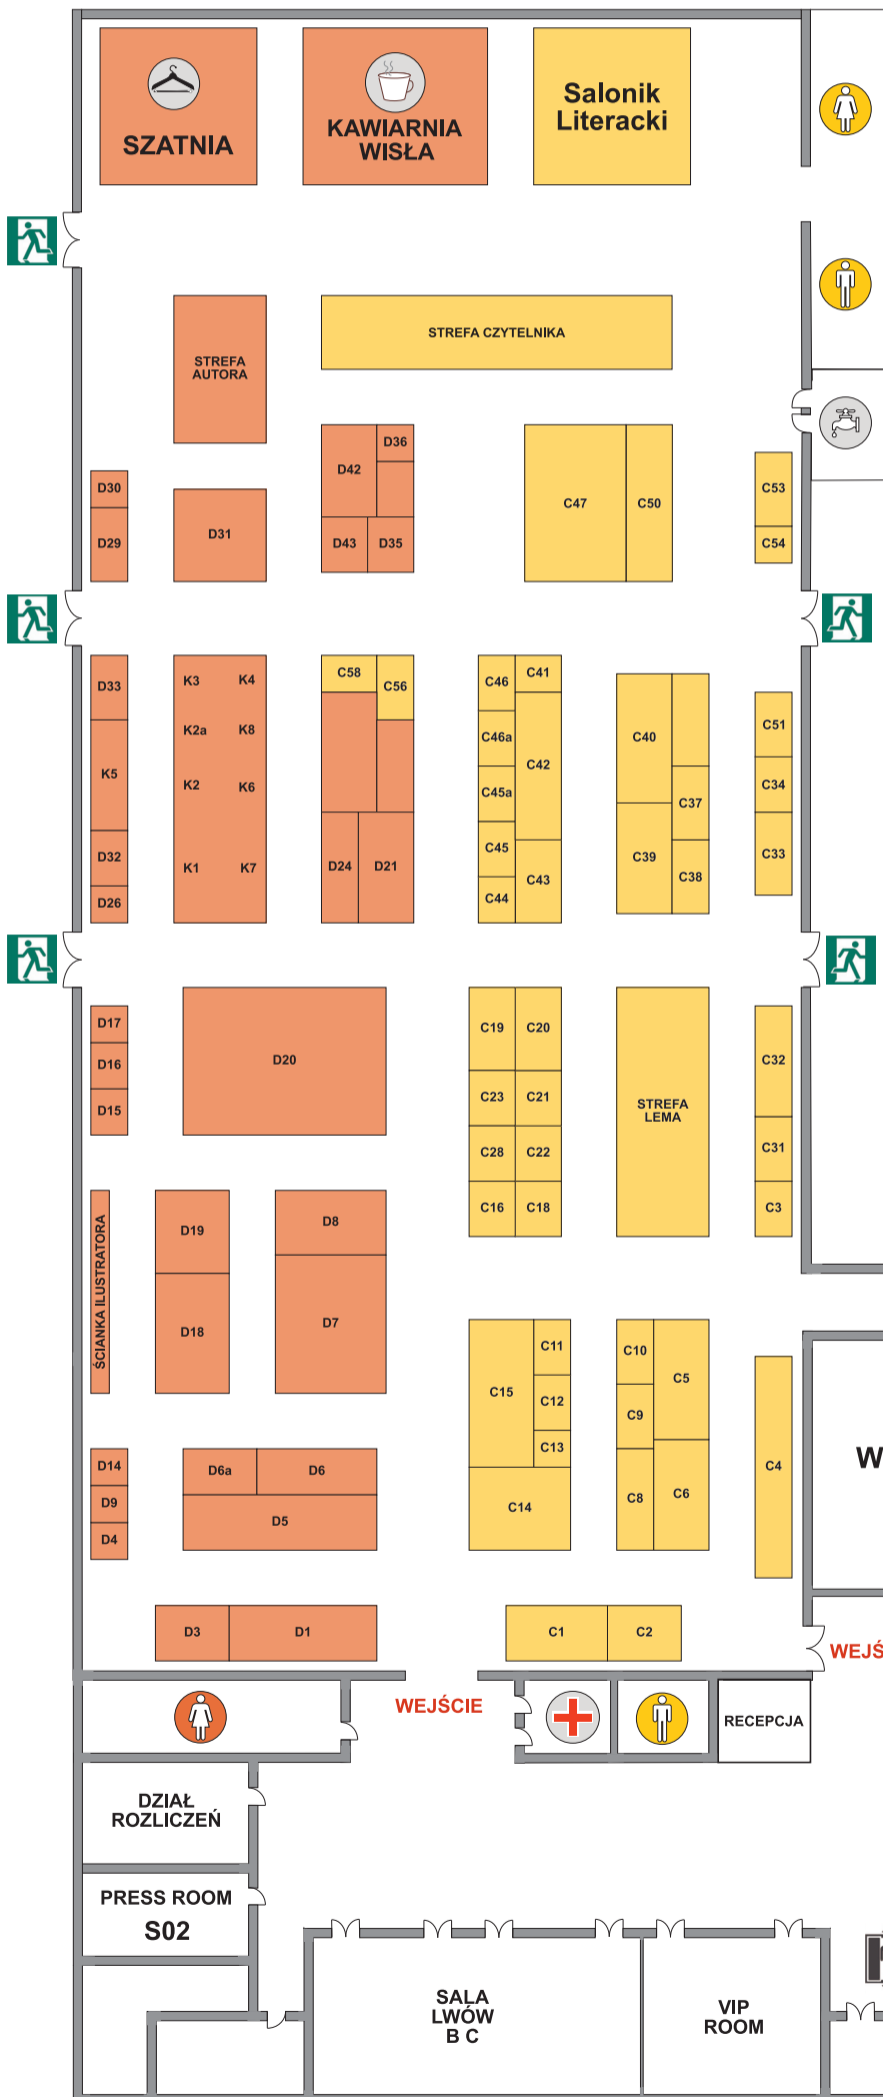 SZATNIA
KAWIARNIA
WISŁA
Salonik
Literacki
STREFA
AUTORA
STREFA CZYTELNIKA
D30
D29
D31
D42
D36
D43
D35
C47
C50
C53
C54
D33
K5
D32
D26
K3
K4
K2a
K8
K2
K6
K1
K7
C58
C56
D24
D21
C46
C41
C46a
C42
C45a
C45
C43
C44
C40
C37
C39
C38
C51
C34
C33
D17
D16
D15
D20
C19
C20
C23
C21
C28
C22
C16
C18
STREFA
LEMA
C32
C31
C3
ŚCIANKA ILUSTRATORA
D19
D18
D8
D7
C15
C11
C12
C13
C14
C10
C5
C9
C8
C6
C4
W
D14
D9
D4
D6a
D6
D5
D3
D1
C1
C2
WEJŚ
WEJŚCIE
RECEPCJA
DZIAŁ
ROZLICZEŃ
PRESS ROOM
S02
SALA
LWÓW
B C
VIP
ROOM